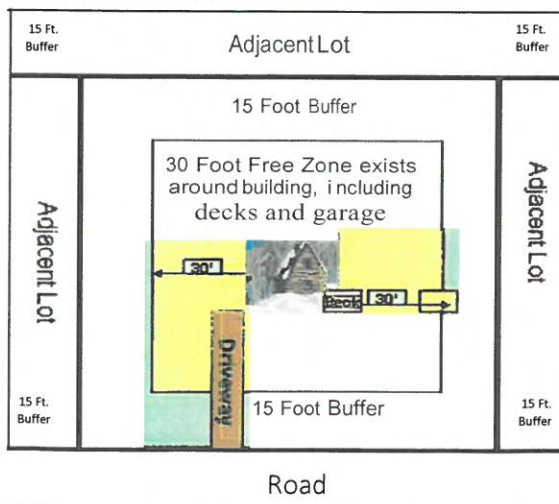 15 Ft.
Buffer
Adjacent Lot
15 Ft.
Buffer
15 Foot Buffer
30 Foot Free Zone exists
around building, i ncluding
decks and garage
Adjacent Lot
Adjacent Lot
30'
Deck
30'
Driveway
15 Ft.
Buffer
15 Foot Buffer
15 Ft.
Buffer
Road